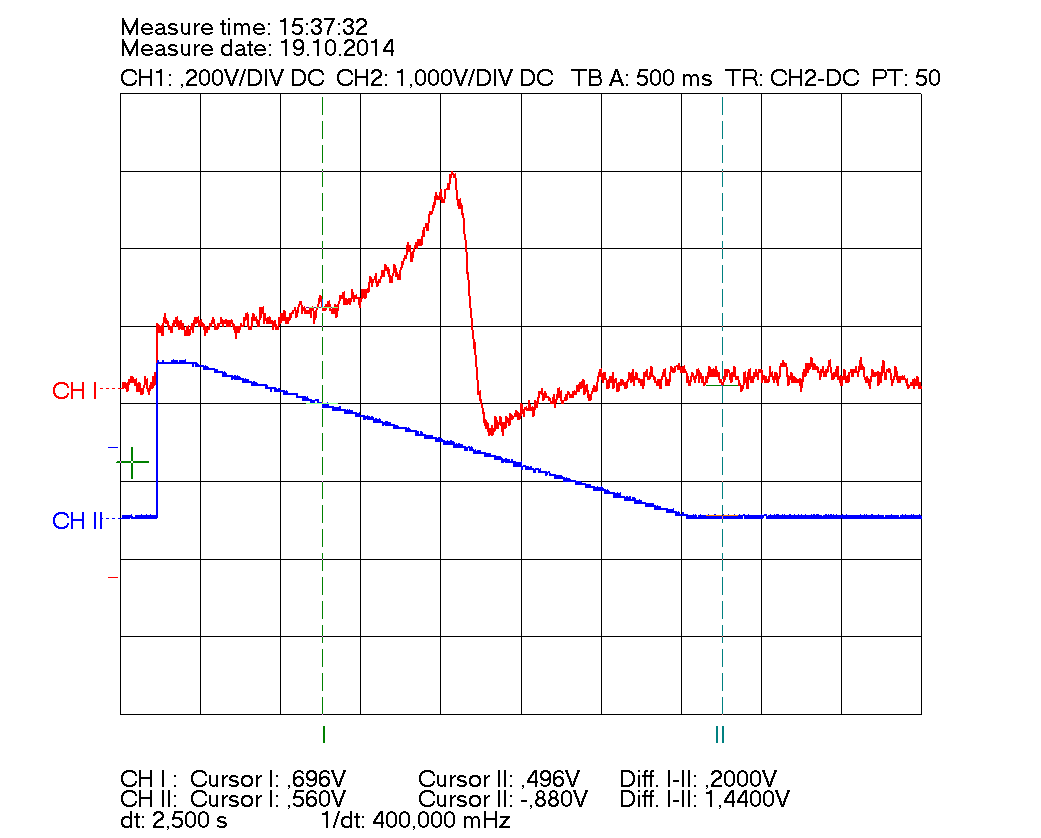 Measure time: 15:37:32
Measure date: 19.10.2014
CH1: ,200V/DIV DC CH2: 1,000V/DIV DC TB A: 500 ms TR: CH2-DC PT: 50
CH I
CH II
I II
CH I : Cursor I: ,696V Cursor II: ,496V Diff. I-II: ,2000V
CH II: Cursor I: ,560V Cursor II: -,880V Diff. I-II: 1,4400V
dt: 2,500 s 1/dt: 400,000 mHz